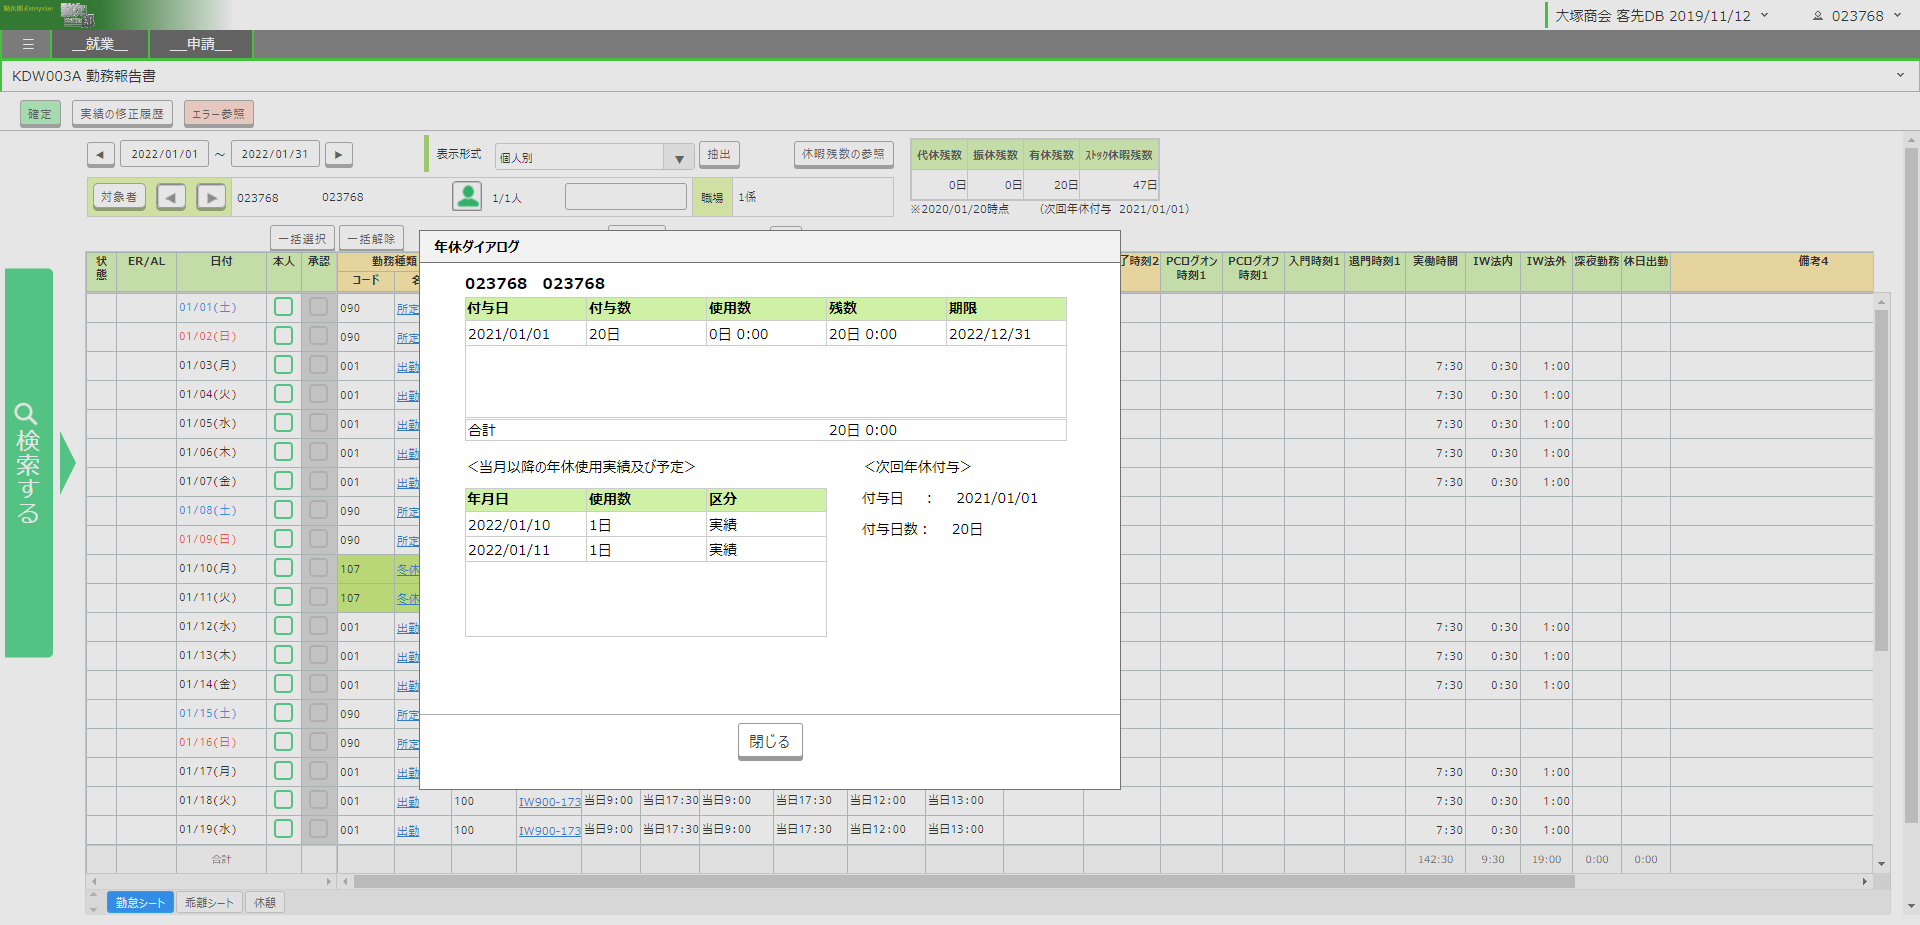 勤次郎 Enterprise
大塚商会 客先DB 2019/11/12
023768
☰ __就業__ __申請__
KDW003A 勤務報告書
確定 実績の修正履歴 エラー参照
◀ 2022/01/01 ～ 2022/01/31 ▶ 表示形式 個人別 ▼ 抽出 休暇残数の参照
代休残数 振休残数 有休残数 ｽﾄｯｸ休暇残数
0日 0日 20日 47日
※2020/01/20時点 (次回年休付与 2021/01/01)
対象者 ◀ ▶ 023768 023768 1/1人 職場 1係
一括選択 一括解除
検索する
状態 ER/AL 日付 本人 承認 勤務種類 了時刻2 PCログオン時刻1 PCログオフ時刻1 入門時刻1 退門時刻1 実働時間 IW法内 IW法外 深夜勤務 休日出勤 備考4
コード 名
01/01(土) 090 所定
01/02(日) 090 所定
01/03(月) 001 出勤 7:30 0:30 1:00
01/04(火) 001 出勤 7:30 0:30 1:00
01/05(水) 001 出勤 7:30 0:30 1:00
01/06(木) 001 出勤 7:30 0:30 1:00
01/07(金) 001 出勤 7:30 0:30 1:00
01/08(土) 090 所定
01/09(日) 090 所定
01/10(月) 107 冬休
01/11(火) 107 冬休
01/12(水) 001 出勤 7:30 0:30 1:00
01/13(木) 001 出勤 7:30 0:30 1:00
01/14(金) 001 出勤 7:30 0:30 1:00
01/15(土) 090 所定
01/16(日) 090 所定
01/17(月) 001 出勤 7:30 0:30 1:00
01/18(火) 001 出勤 100 IW900-173 当日9:00 当日17:30 当日9:00 当日17:30 当日12:00 当日13:00 7:30 0:30 1:00
01/19(水) 001 出勤 100 IW900-173 当日9:00 当日17:30 当日9:00 当日17:30 当日12:00 当日13:00 7:30 0:30 1:00
合計 142:30 9:30 19:00 0:00 0:00
勤怠シート 乖離シート 休憩
年休ダイアログ
023768 023768
付与日 付与数 使用数 残数 期限
2021/01/01 20日 0日 0:00 20日 0:00 2022/12/31
合計 20日 0:00
＜当月以降の年休使用実績及び予定＞
年月日 使用数 区分
2022/01/10 1日 実績
2022/01/11 1日 実績
＜次回年休付与＞
付与日 ： 2021/01/01
付与日数： 20日
閉じる